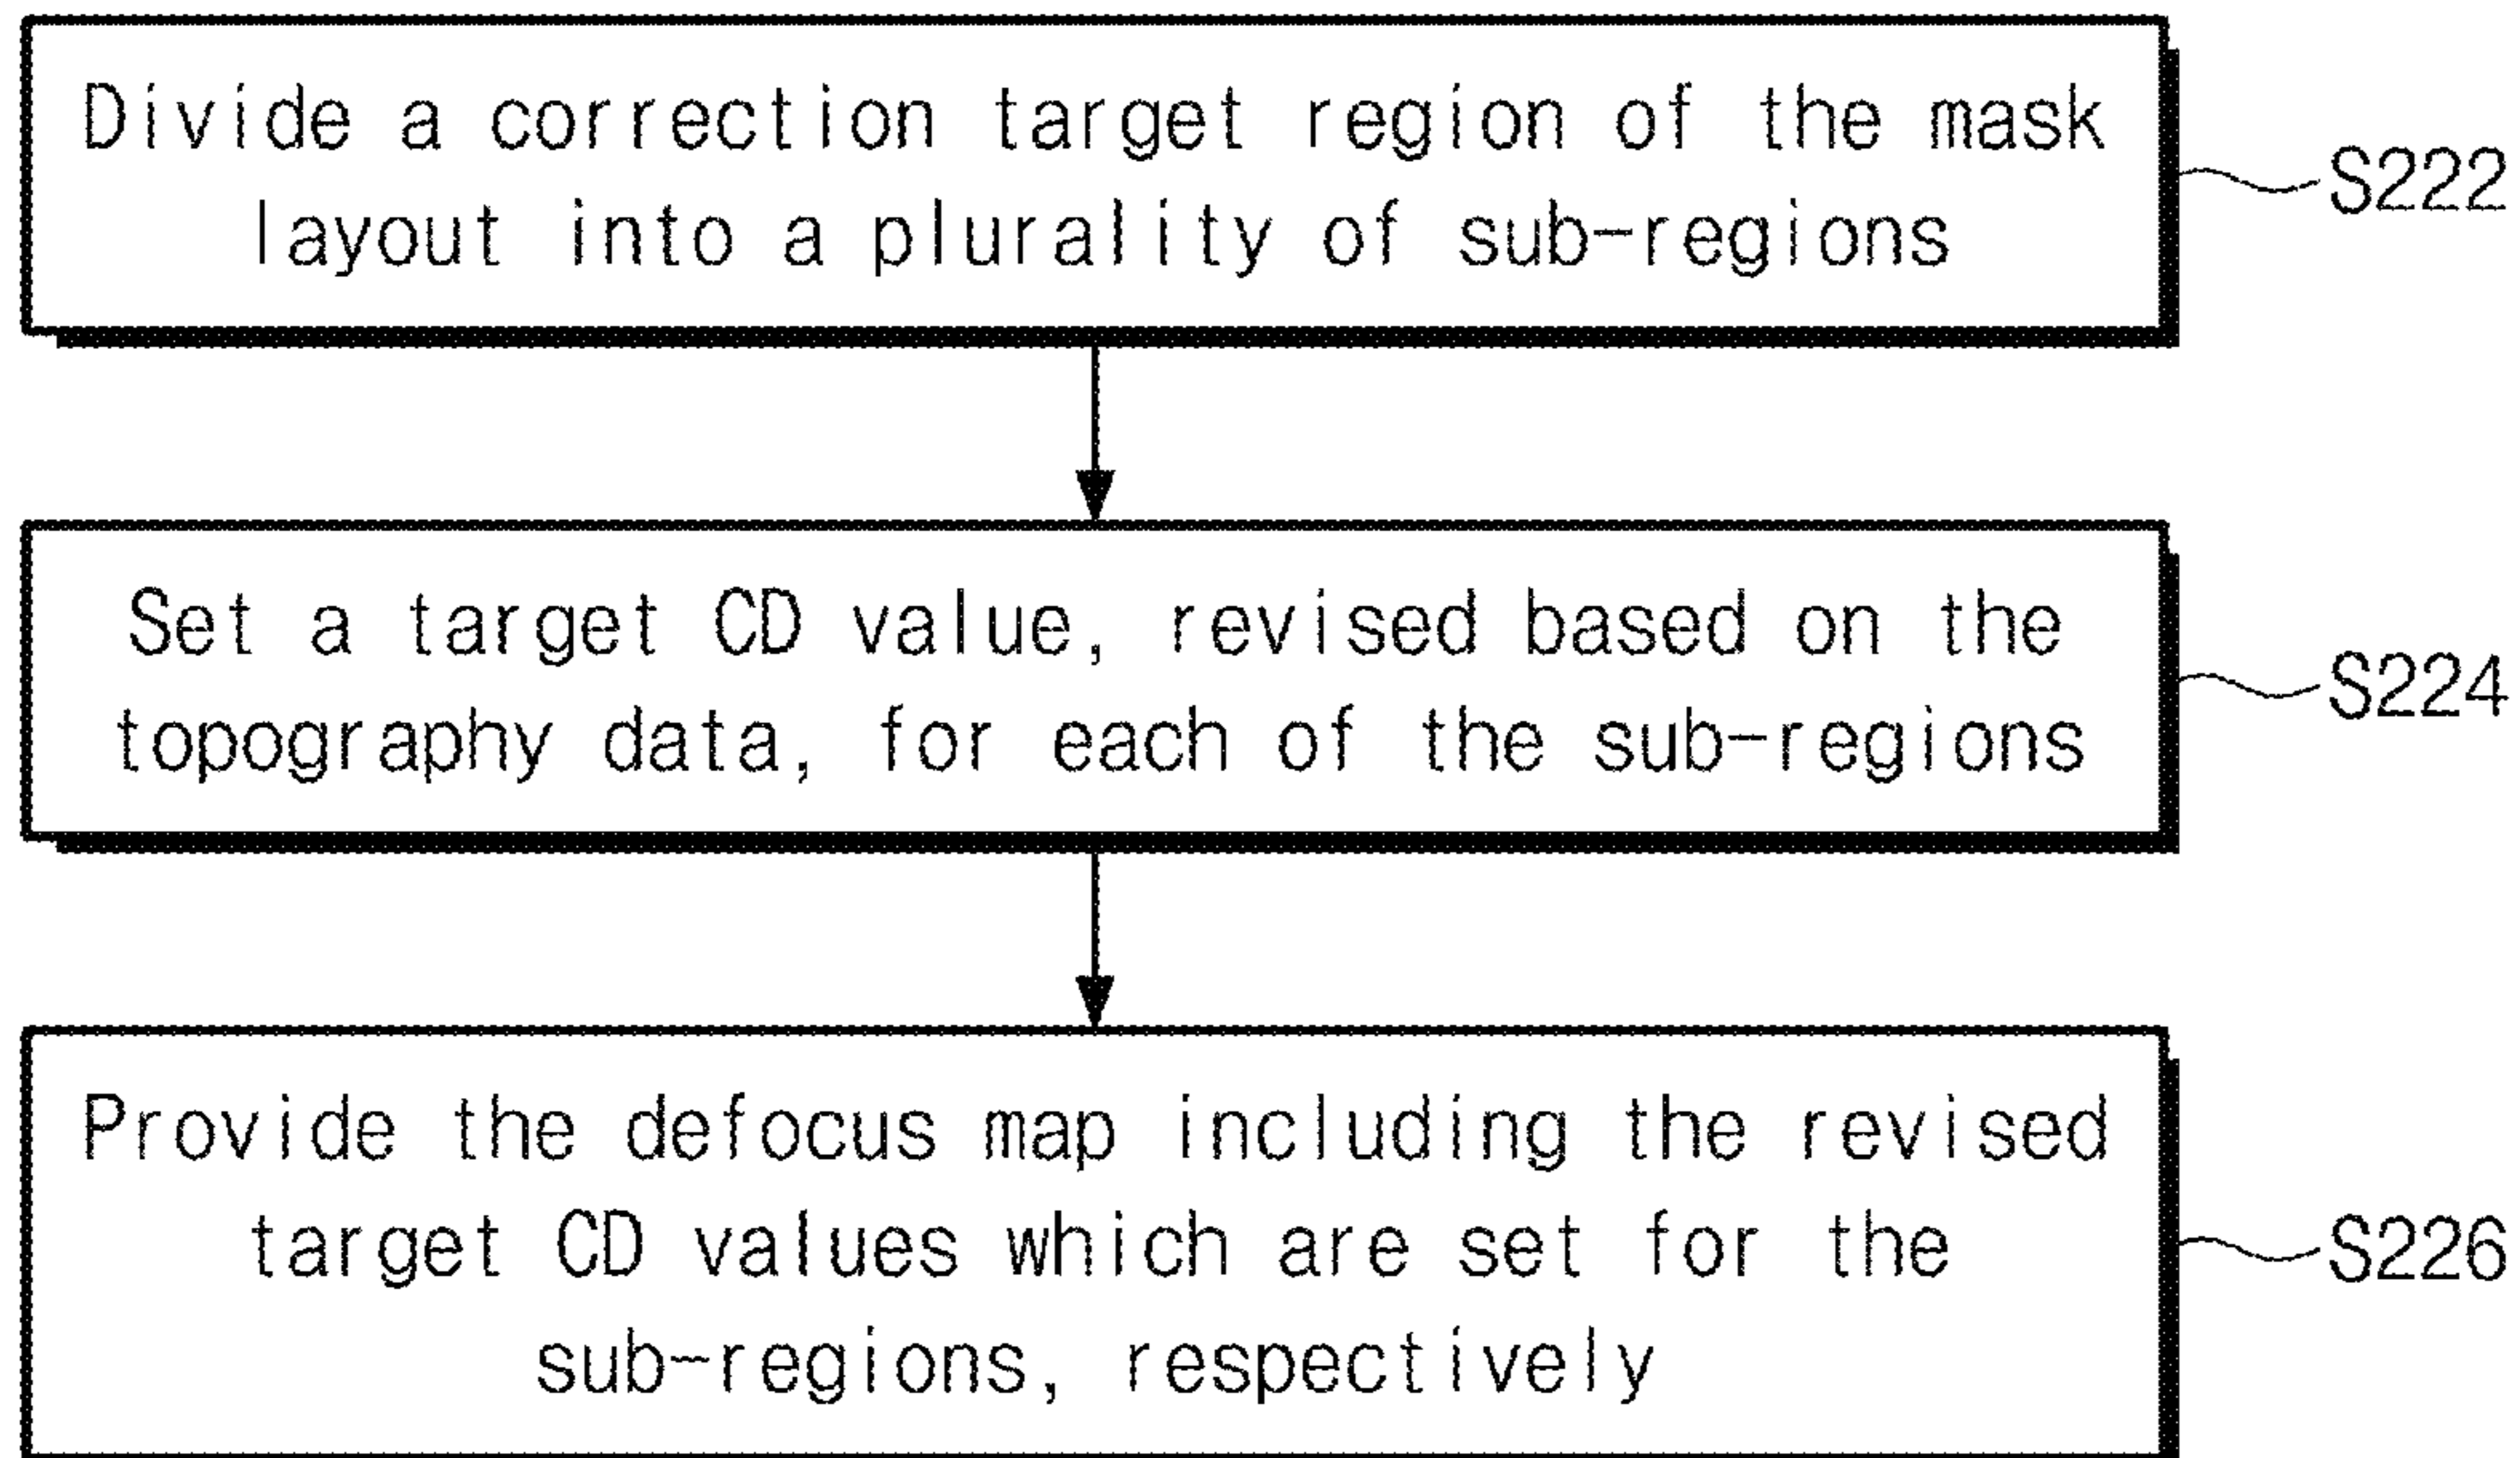 Divide a correction target region of the mask
layout into a plurality of sub-regions
S222
Set a target CD value, revised based on the
topography data, for each of the sub-regions
S224
Provide the defocus map including the revised
target CD values which are set for the
sub-regions, respectively
S226